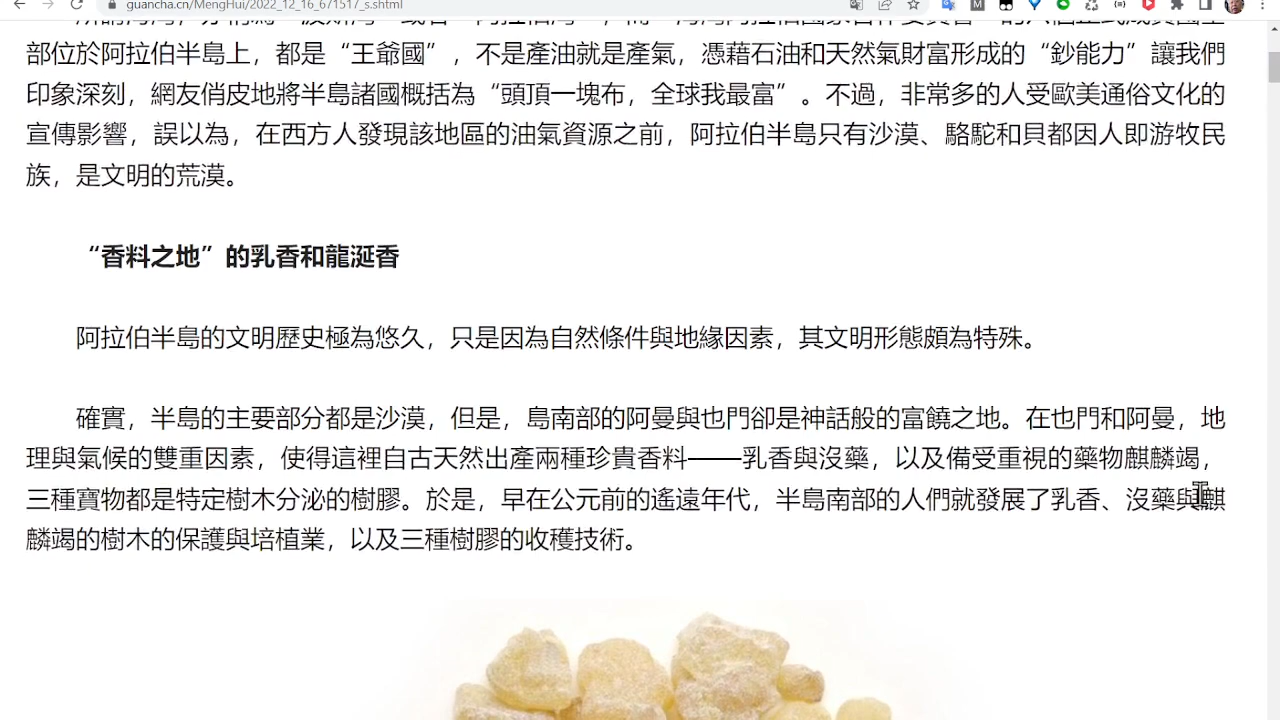 guancha.cn/MengHui/2022_12_16_671517_s.shtml
部位於阿拉伯半島上，都是“王爺國”，不是產油就是產氣，憑藉石油和天然氣財富形成的“鈔能力”讓我們
印象深刻，網友俏皮地將半島諸國概括為“頭頂一塊布，全球我最富”。不過，非常多的人受歐美通俗文化的
宣傳影響，誤以為，在西方人發現該地區的油氣資源之前，阿拉伯半島只有沙漠、駱駝和貝都因人即游牧民
族，是文明的荒漠。
“香料之地”的乳香和龍涎香
阿拉伯半島的文明歷史極為悠久，只是因為自然條件與地緣因素，其文明形態頗為特殊。
確實，半島的主要部分都是沙漠，但是，島南部的阿曼與也門卻是神話般的富饒之地。在也門和阿曼，地
理與氣候的雙重因素，使得這裡自古天然出產兩種珍貴香料——乳香與沒藥，以及備受重視的藥物麒麟竭，
三種寶物都是特定樹木分泌的樹膠。於是，早在公元前的遙遠年代，半島南部的人們就發展了乳香、沒藥與麒
麟竭的樹木的保護與培植業，以及三種樹膠的收穫技術。